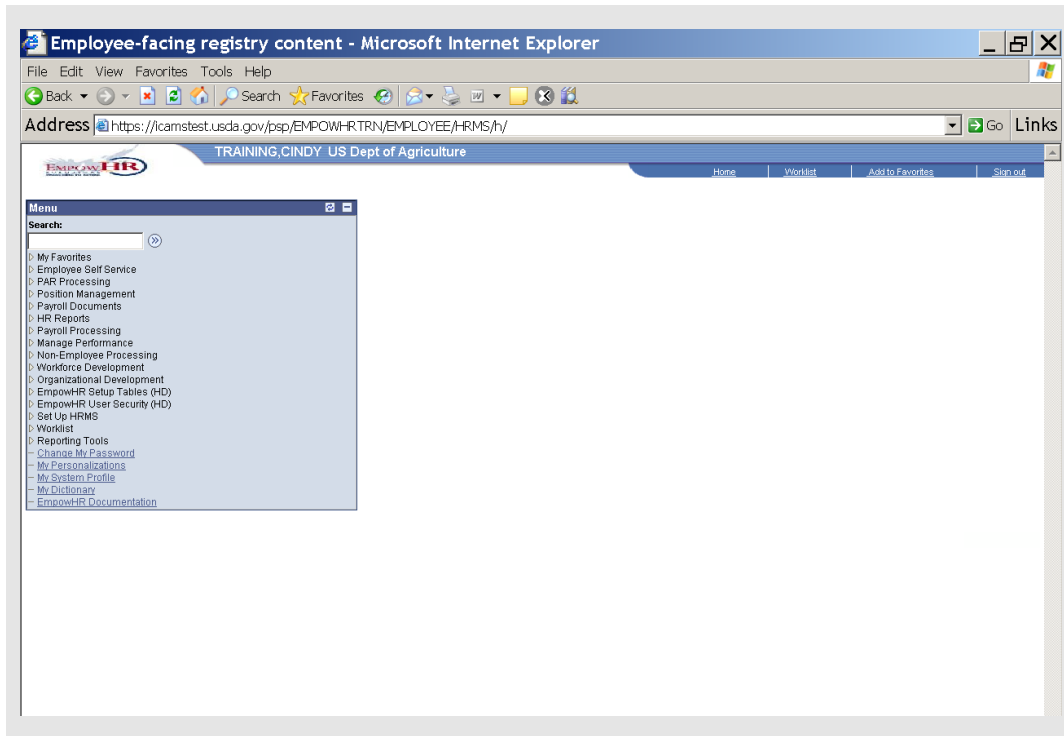 Employee-facing registry content - Microsoft Internet Explorer
File Edit View Favorites Tools Help
Back Search Favorites
Address https://icamstest.usda.gov/psp/EMPOWHRTRN/EMPLOYEE/HRMS/h/ Go Links
EMPOWHR TRAINING,CINDY US Dept of Agriculture
Home Worklist Add to Favorites Sign out
Menu
Search:
My Favorites
Employee Self Service
PAR Processing
Position Management
Payroll Documents
HR Reports
Payroll Processing
Manage Performance
Non-Employee Processing
Workforce Development
Organizational Development
EmpowHR Setup Tables (HD)
EmpowHR User Security (HD)
Set Up HRMS
Worklist
Reporting Tools
Change My Password
My Personalizations
My System Profile
My Dictionary
EmpowHR Documentation